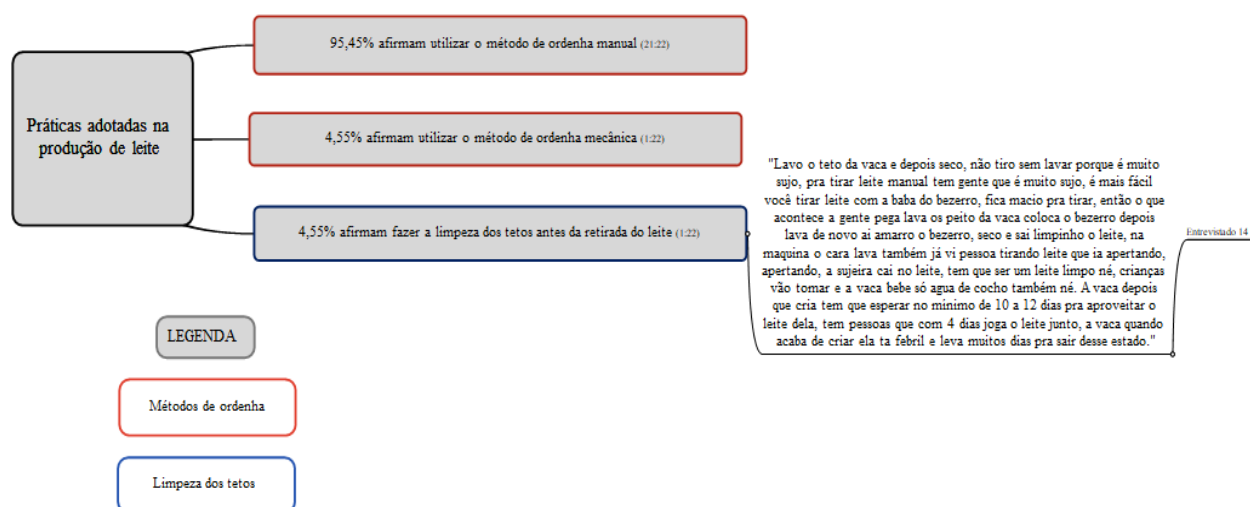 95,45% afirmam utilizar o método de ordenha manual (21:22)
Práticas adotadas na
produção de leite
4,55% afirmam utilizar o método de ordenha mecânica (1:22)
4,55% afirmam fazer a limpeza dos tetos antes da retirada do leite (1:22)
"Lavo o teto da vaca e depois seco, não tiro sem lavar porque é muito
sujo, pra tirar leite manual tem gente que é muito sujo, é mais fácil
você tirar leite com a baba do bezerro, fica macio pra tirar, então o que
acontece a gente pega lava os peito da vaca coloca o bezerro depois
lava de novo ai amarro o bezerro, seco e sai limpinho o leite, na
maquina o cara lava também já vi pessoa tirando leite que ia apertando,
apertando, a sujeira cai no leite, tem que ser um leite limpo né, crianças
vão tomar e a vaca bebe só agua de cocho também né. A vaca depois
que cria tem que esperar no minimo de 10 a 12 dias pra aproveitar o
leite dela, tem pessoas que com 4 dias joga o leite junto, a vaca quando
acaba de criar ela ta febril e leva muitos dias pra sair desse estado."
Entrevistado 14
LEGENDA
Métodos de ordenha
Limpeza dos tetos